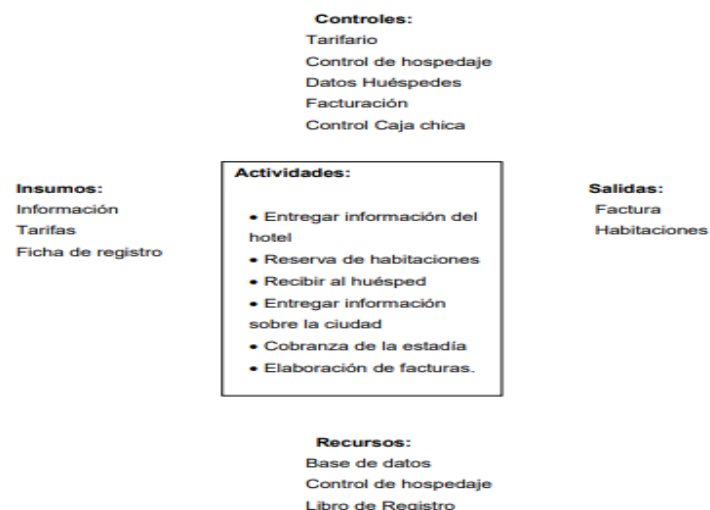 Controles:
Tarifario
Control de hospedaje
Datos Huéspedes
Facturación
Control Caja chica
Insumos:
Información
Tarifas
Ficha de registro
Actividades:
• Entregar información del
hotel
• Reserva de habitaciones
• Recibir al huésped
• Entregar información
sobre la ciudad
• Cobranza de la estadía
• Elaboración de facturas.
Salidas:
Factura
Habitaciones
Recursos:
Base de datos
Control de hospedaje
Libro de Registro